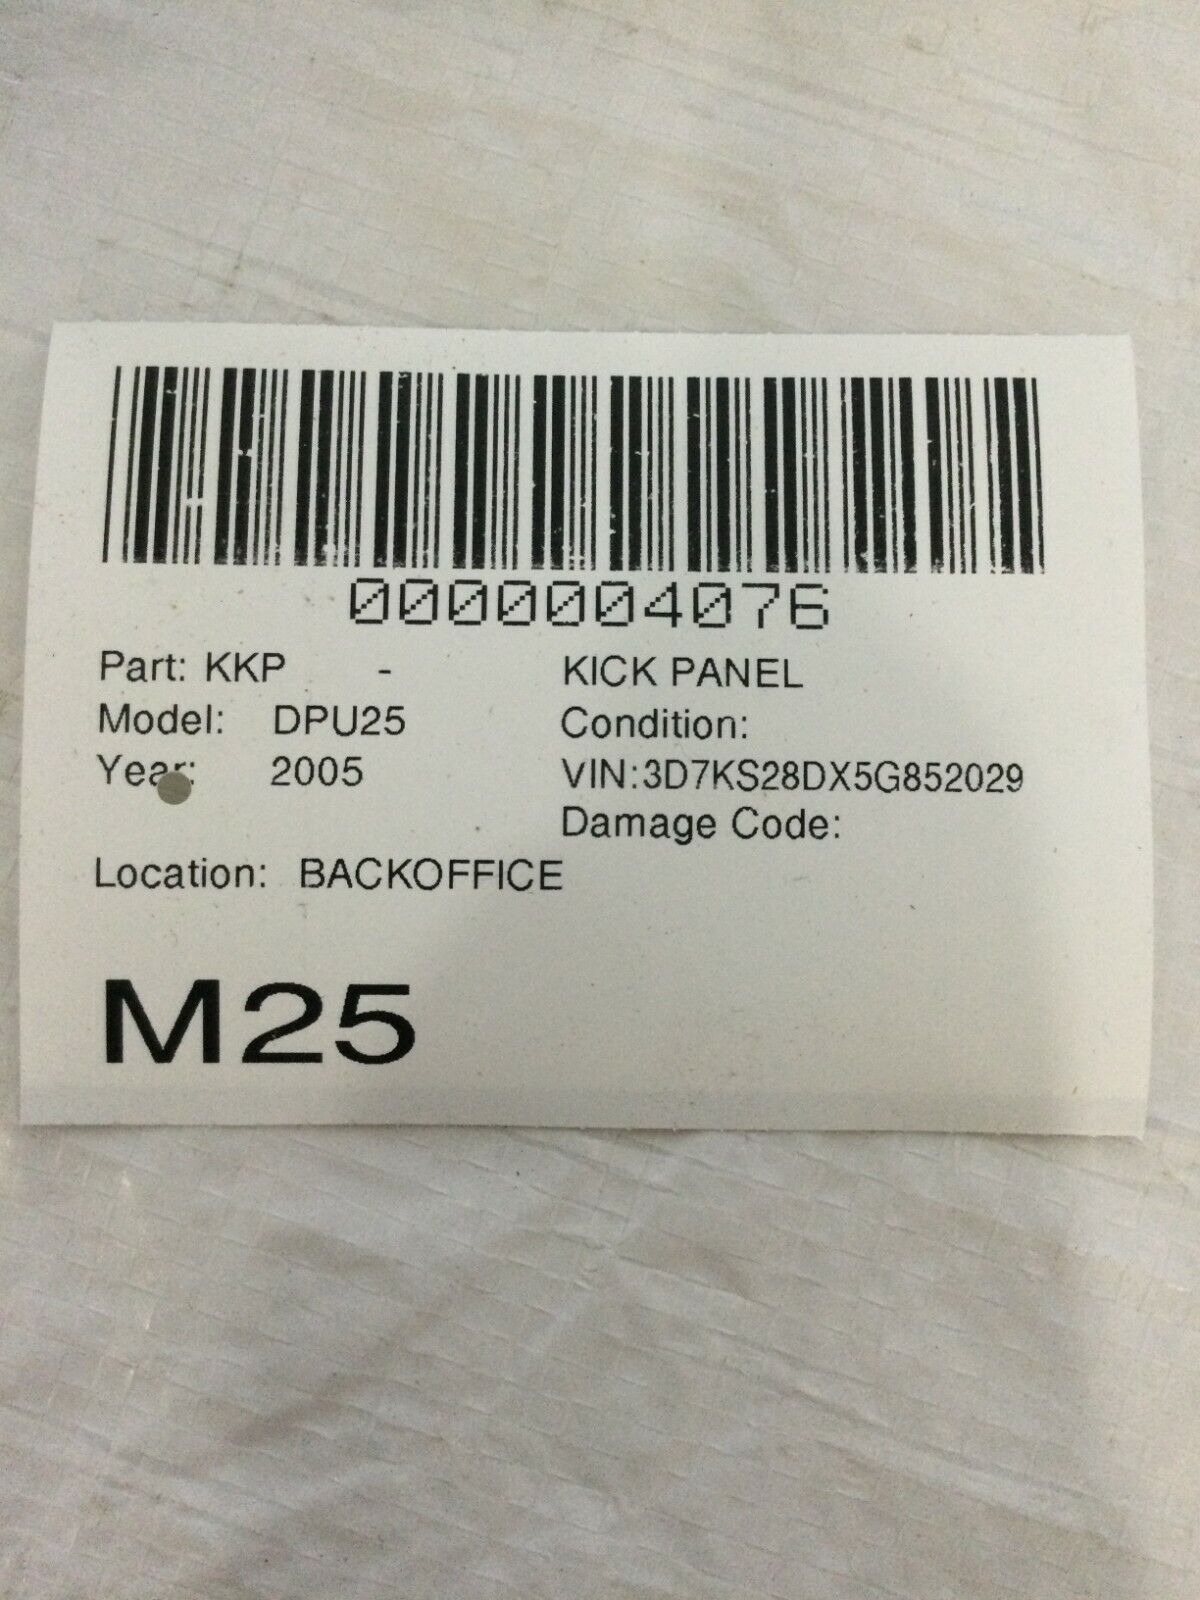 0000004076
Part: KKP - KICK PANEL
Model: DPU25 Condition:
Year: 2005 VIN:3D7KS28DX5G852029
Damage Code:
Location: BACKOFFICE
M25